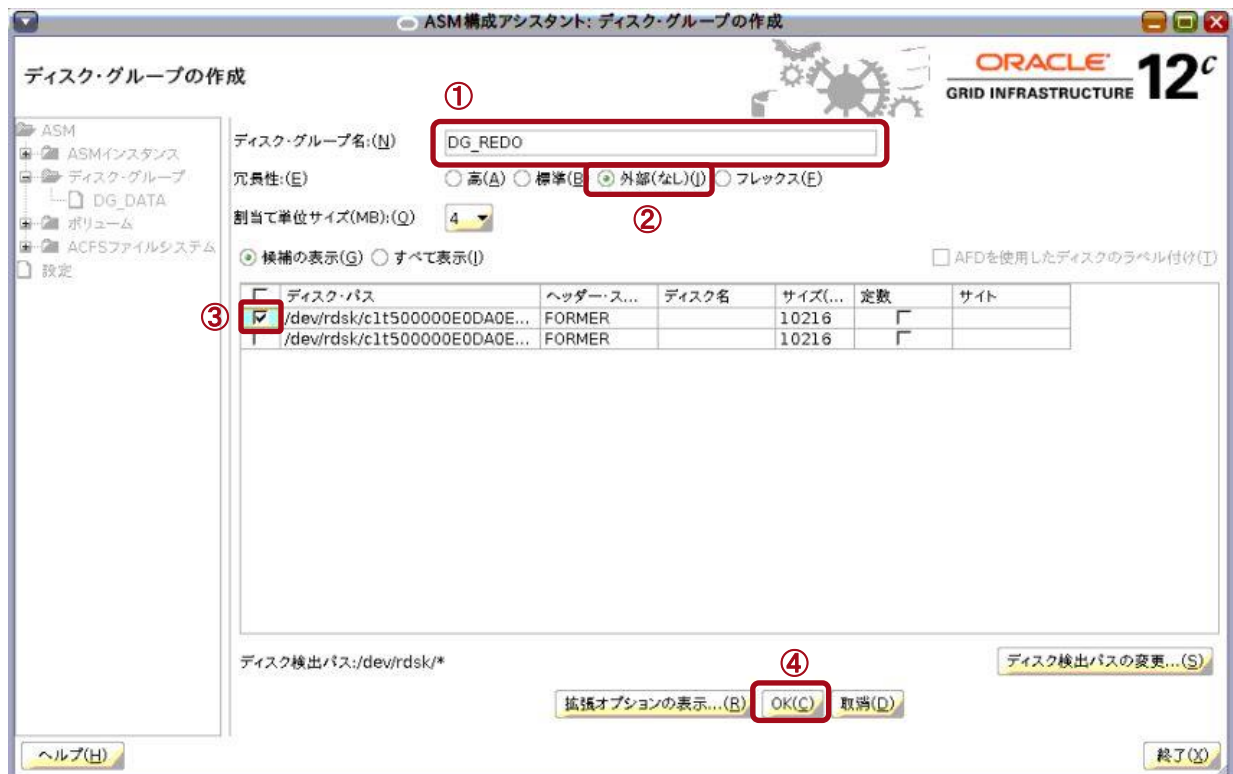 ASM構成アシスタント: ディスク・グループの作成
ディスク・グループの作成
ORACLE
GRID INFRASTRUCTURE
12c
①
ASM
ASMインスタンス
ディスク・グループ
DG_DATA
ボリューム
ACFSファイルシステム
設定
ディスク・グループ名:(N)
DG_REDO
冗長性:(E) 高(A) 標準(B 外部(なし)(I) フレックス(F)
②
割当て単位サイズ(MB):(Q) 4
候補の表示(G) すべて表示(I)
AFDを使用したディスクのラベル付け(T)
ディスク・パス ヘッダー・ス... ディスク名 サイズ(... 定数 サイト
③ /dev/rdsk/c1t500000E0DA0E... FORMER 10216
/dev/rdsk/c1t500000E0DA0E... FORMER 10216
ディスク検出パス:/dev/rdsk/*
④
ディスク検出パスの変更...(S)
拡張オプションの表示...(R) OK(C) 取消(D)
ヘルプ(H)
終了(X)